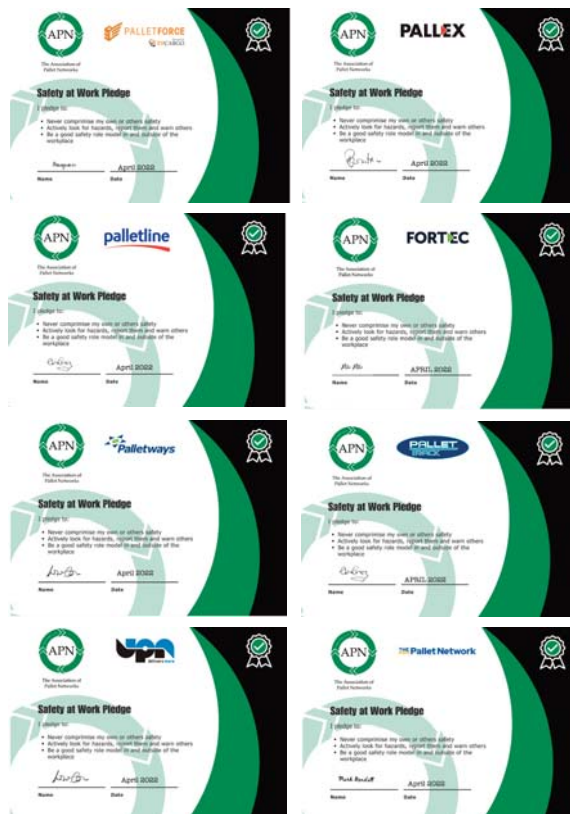 APN
The Association of
Pallet Networks
PALLETFORCE
Safety at Work Pledge
I pledge to:
• Never comprimise my own or others safety
• Actively look for hazards, report them and warn others
• Be a good safety role model in and outside of the
workplace
April 2022
Name Date
APN
The Association of
Pallet Networks
PALLEX
Safety at Work Pledge
I pledge to:
• Never comprimise my own or others safety
• Actively look for hazards, report them and warn others
• Be a good safety role model in and outside of the
workplace
April 2022
Name Date
APN
The Association of
Pallet Networks
palletline
Safety at Work Pledge
I pledge to:
• Never comprimise my own or others safety
• Actively look for hazards, report them and warn others
• Be a good safety role model in and outside of the
workplace
April 2022
Name Date
APN
The Association of
Pallet Networks
FORTEC
Safety at Work Pledge
I pledge to:
• Never comprimise my own or others safety
• Actively look for hazards, report them and warn others
• Be a good safety role model in and outside of the
workplace
APRIL 2022
Name Date
APN
The Association of
Pallet Networks
Palletways
Safety at Work Pledge
I pledge to:
• Never comprimise my own or others safety
• Actively look for hazards, report them and warn others
• Be a good safety role model in and outside of the
workplace
April 2022
Name Date
APN
The Association of
Pallet Networks
PALLET
TRACK
Safety at Work Pledge
I pledge to:
• Never comprimise my own or others safety
• Actively look for hazards, report them and warn others
• Be a good safety role model in and outside of the
workplace
APRIL 2022
Name Date
APN
The Association of
Pallet Networks
upn
delivers more
Safety at Work Pledge
I pledge to:
• Never comprimise my own or others safety
• Actively look for hazards, report them and warn others
• Be a good safety role model in and outside of the
workplace
April 2022
Name Date
APN
The Association of
Pallet Networks
THE Pallet Network
Safety at Work Pledge
I pledge to:
• Never comprimise my own or others safety
• Actively look for hazards, report them and warn others
• Be a good safety role model in and outside of the
workplace
April 2022
Name Date